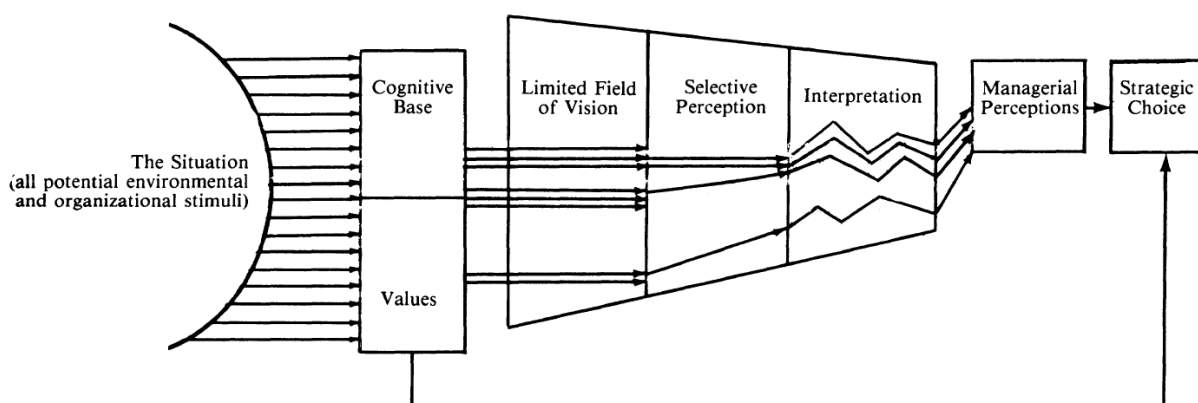 The Situation
(all potential environmental
and organizational stimuli)
Cognitive
Base
Values
Limited Field
of Vision
Selective
Perception
Interpretation
Managerial
Perceptions
Strategic
Choice